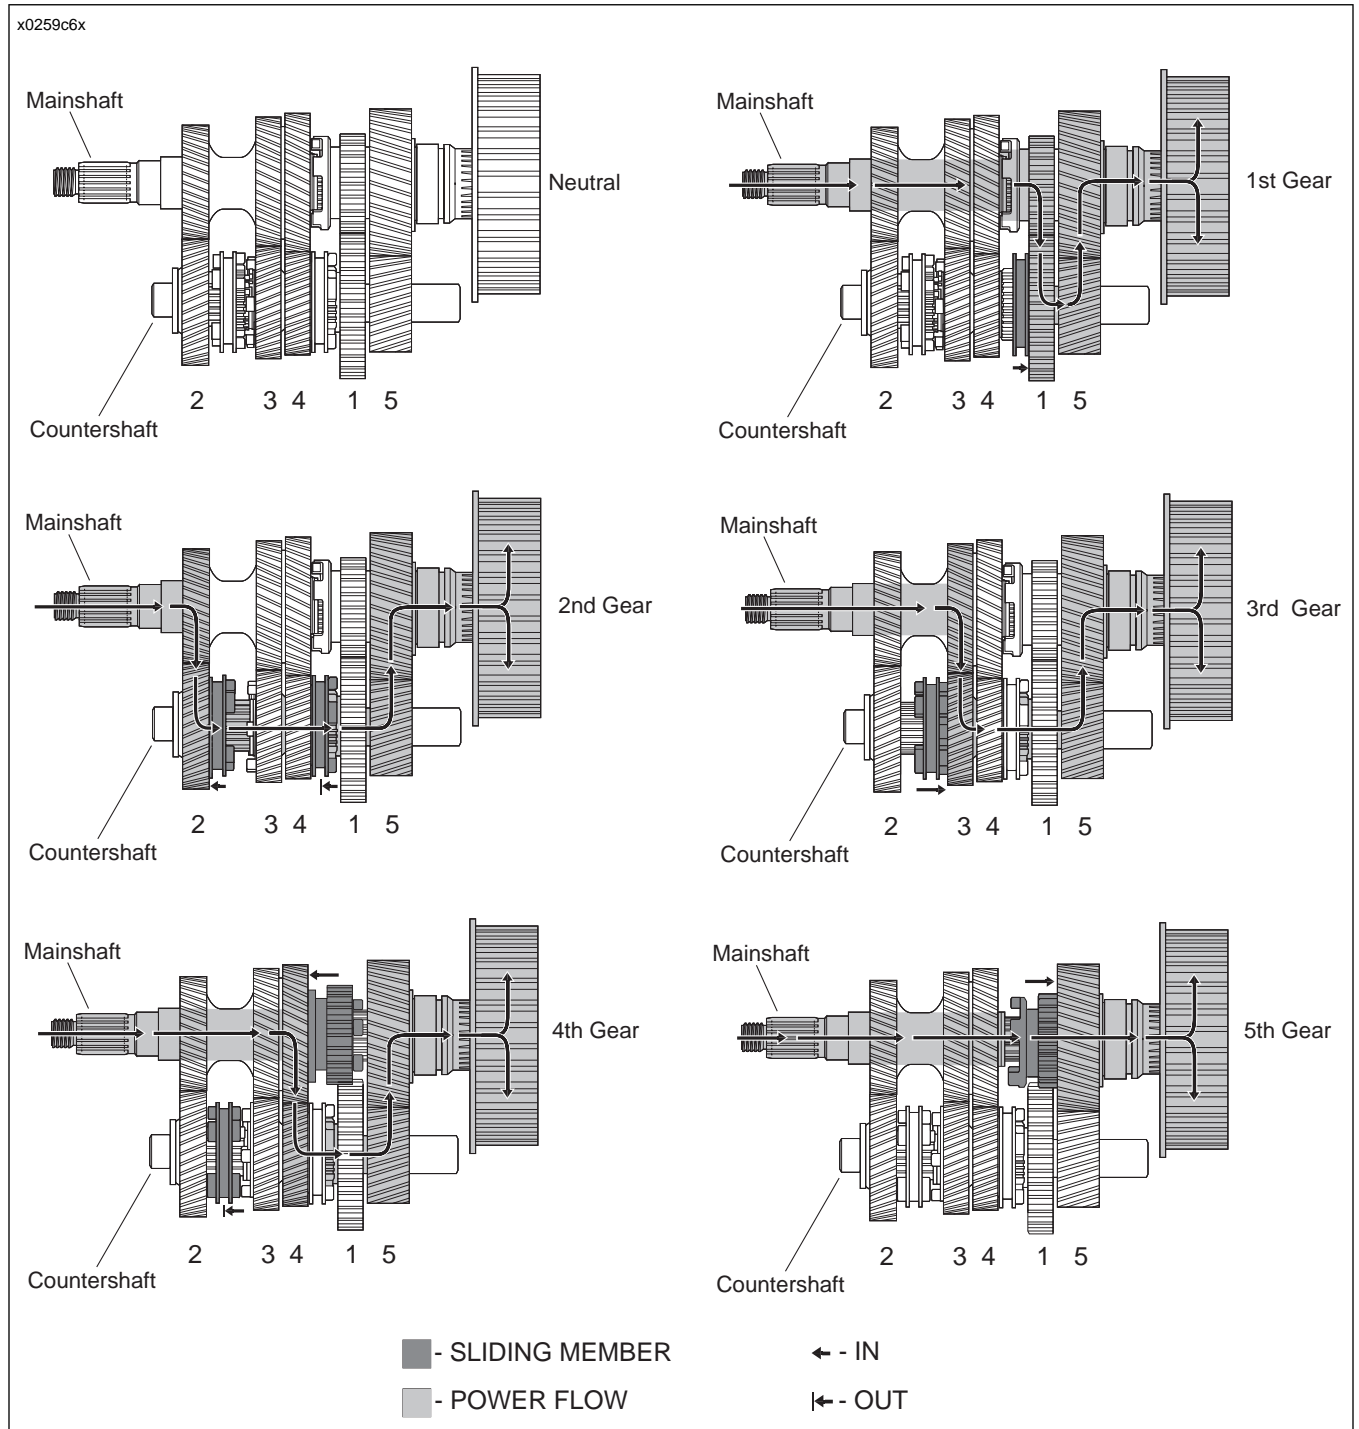 x0259c6x
Mainshaft
Neutral
2 3 4 1 5
Countershaft
Mainshaft
1st Gear
2 3 4 1 5
Countershaft
Mainshaft
2nd Gear
2 3 4 1 5
Countershaft
Mainshaft
3rd Gear
2 3 4 1 5
Countershaft
Mainshaft
4th Gear
2 3 4 1 5
Countershaft
Mainshaft
5th Gear
2 3 4 1 5
Countershaft
- SLIDING MEMBER
- IN
- POWER FLOW
- OUT